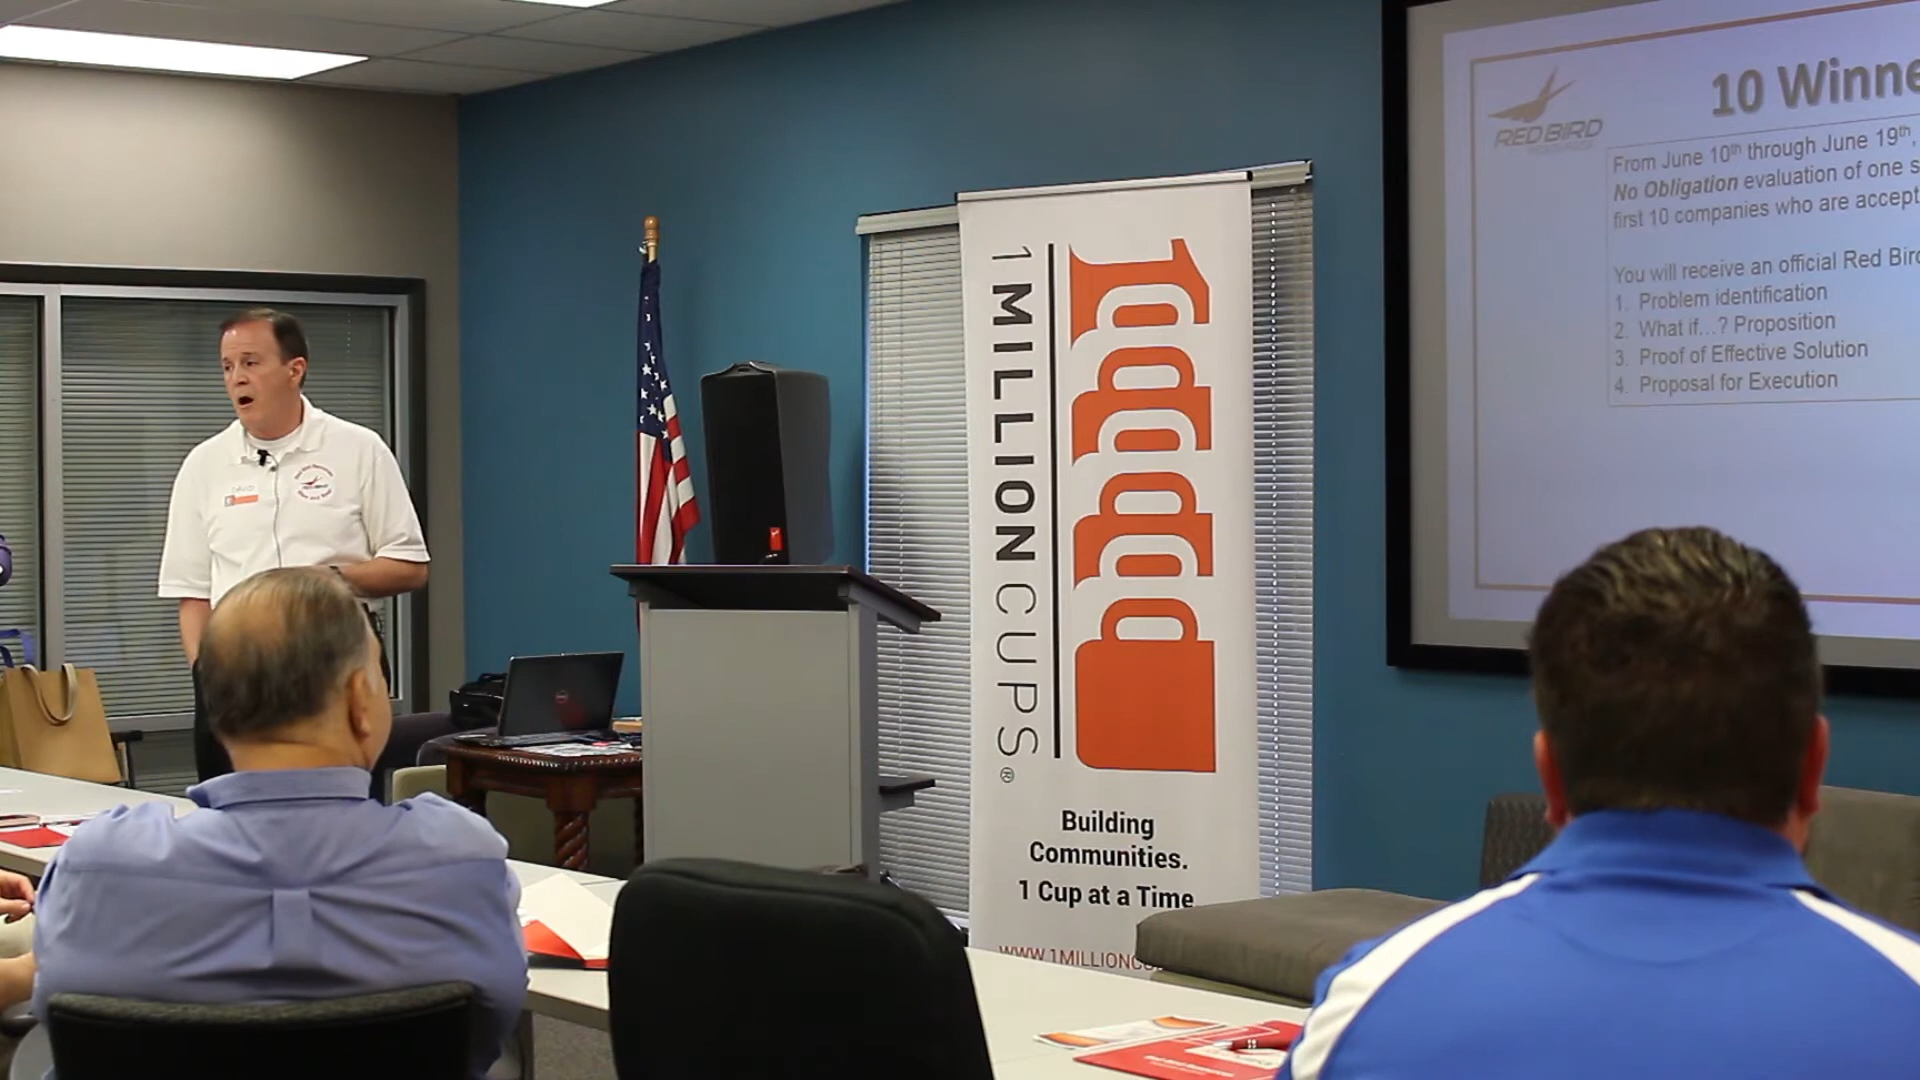 DAVID
RED BIRD
10 Winne
From June 10th through June 19th,
No Obligation evaluation of one s
first 10 companies who are accept
You will receive an official Red Bird
1. Problem identification
2. What if...? Proposition
3. Proof of Effective Solution
4. Proposal for Execution
1 MILLION CUPS®
Building
Communities.
1 Cup at a Time
WWW.1MILLIONCU